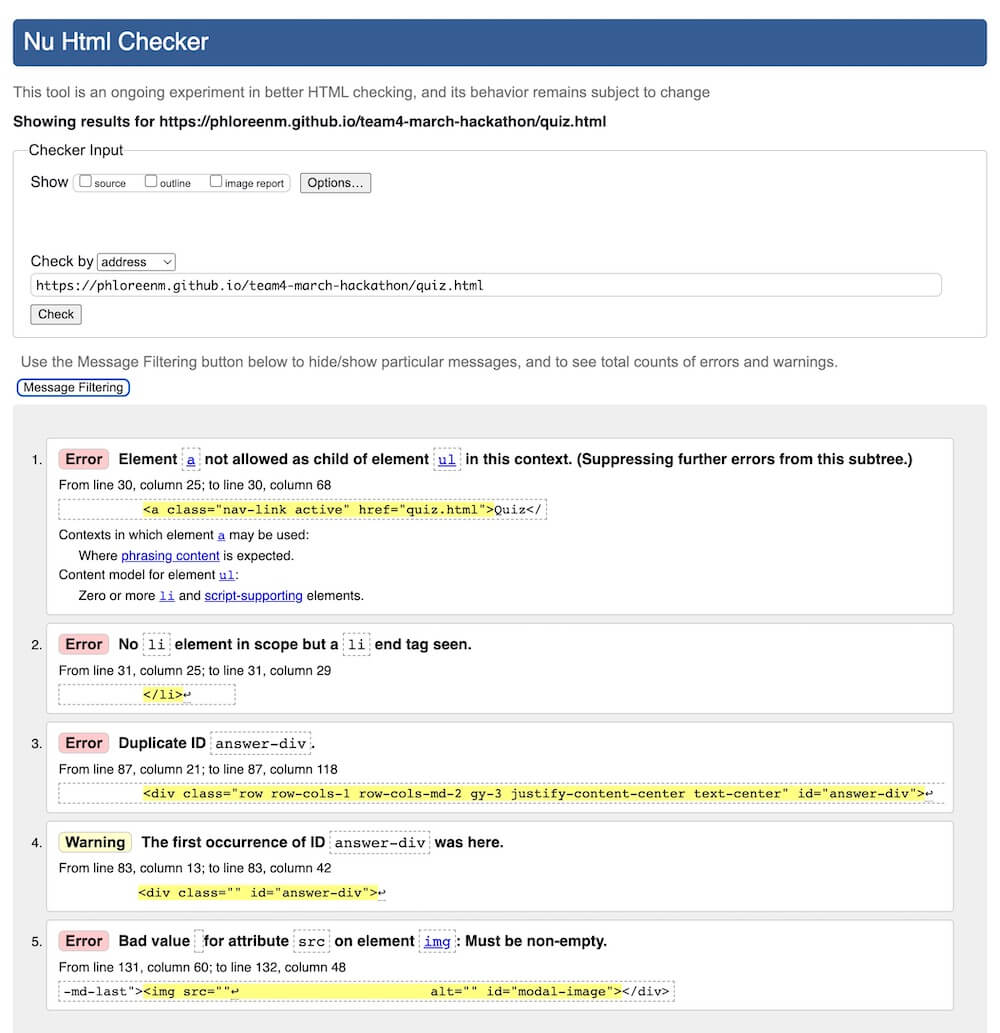 Nu Html Checker
This tool is an ongoing experiment in better HTML checking, and its behavior remains subject to change
Showing results for https://phloreenm.github.io/team4-march-hackathon/quiz.html
Checker Input
Show source outline image report Options...
Check by address
https://phloreenm.github.io/team4-march-hackathon/quiz.html
Check
Use the Message Filtering button below to hide/show particular messages, and to see total counts of errors and warnings.
Message Filtering
1. Error Element a not allowed as child of element ul in this context. (Suppressing further errors from this subtree.)
From line 30, column 25; to line 30, column 68
<a class="nav-link active" href="quiz.html">Quiz</
Contexts in which element a may be used:
Where phrasing content is expected.
Content model for element ul:
Zero or more li and script-supporting elements.
2. Error No li element in scope but a li end tag seen.
From line 31, column 25; to line 31, column 29
</li>↩
3. Error Duplicate ID answer-div.
From line 87, column 21; to line 87, column 118
<div class="row row-cols-1 row-cols-md-2 gy-3 justify-content-center text-center" id="answer-div">↩
4. Warning The first occurrence of ID answer-div was here.
From line 83, column 13; to line 83, column 42
<div class="" id="answer-div">↩
5. Error Bad value for attribute src on element img: Must be non-empty.
From line 131, column 60; to line 132, column 48
-md-last"><img src=""↩ alt="" id="modal-image"></div>